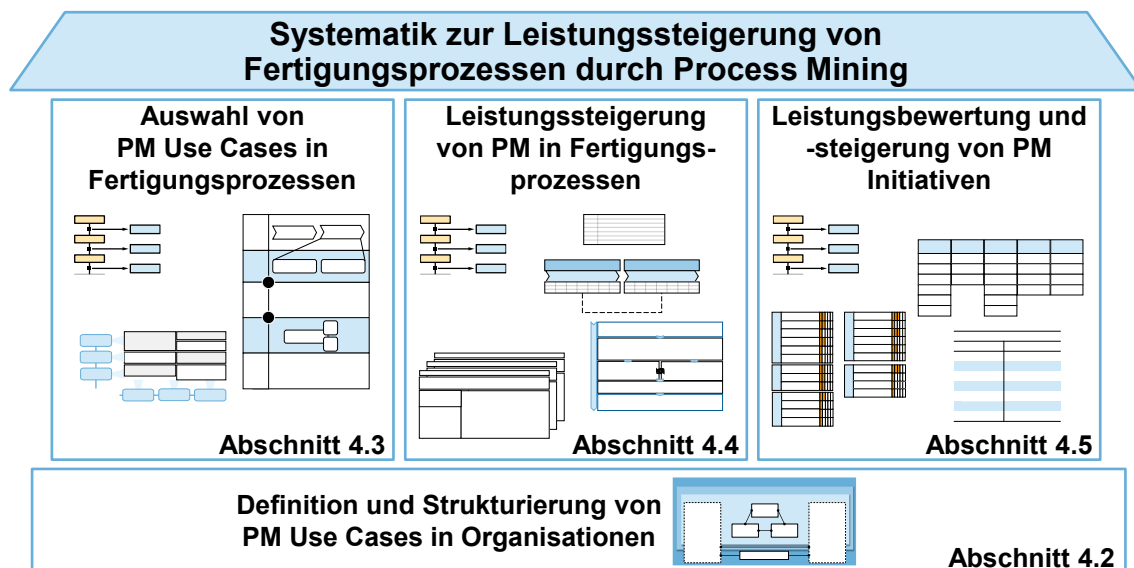 Systematik zur Leistungssteigerung von
Fertigungsprozessen durch Process Mining
Auswahl von
PM Use Cases in
Fertigungsprozessen
Abschnitt 4.3
Leistungssteigerung
von PM in Fertigungs-
prozessen
Abschnitt 4.4
Leistungsbewertung und
-steigerung von PM
Initiativen
Abschnitt 4.5
Definition und Strukturierung von
PM Use Cases in Organisationen
Abschnitt 4.2